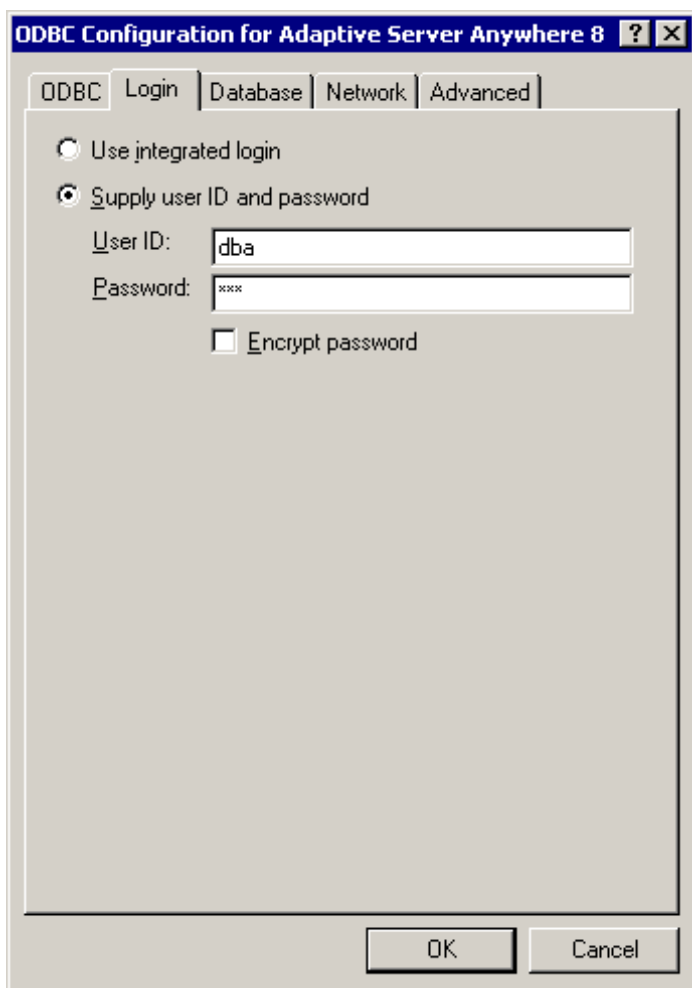 ODBC Configuration for Adaptive Server Anywhere 8
ODBC Login Database Network Advanced
Use integrated login
Supply user ID and password
User ID: dba
Password: ***
Encrypt password
OK Cancel